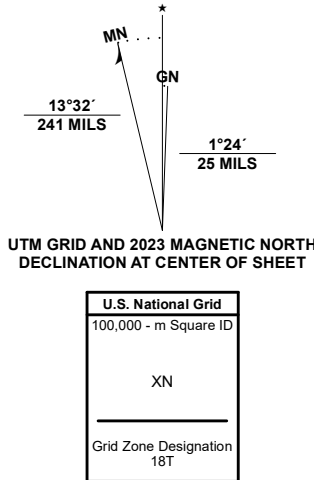 ★
MN
GN
13°32´
241 MILS
1°24´
25 MILS
UTM GRID AND 2023 MAGNETIC NORTH
DECLINATION AT CENTER OF SHEET
U.S. National Grid
100,000 - m Square ID
XN
Grid Zone Designation
18T